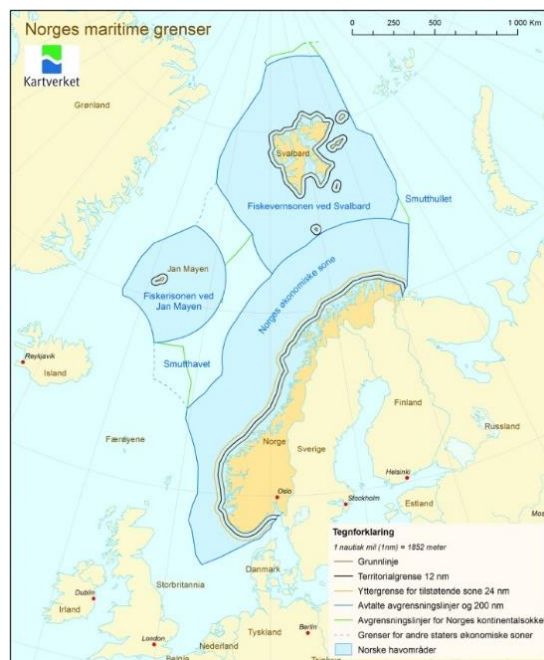 Norges maritime grenser
Kartverket
500
250
0
1 000 Km
Grønland
Svalbard
Fiskevernsonen ved Svalbard
Smutthullet
Jan Mayen
Fiskerisonen ved
Jan Mayen
Norges økonomiske sone
Smutthavet
Reykjavik
Island
Færøyene
Finland
Russland
Norge
Sverige
Oslo
Helsinki
Stockholm
Estland
Mos
Danmark
Storbritannia
Dublin
Irland
London
Nederland
Tyskland
Berlin
Belgia
Tegnforklaring
1 nautisk mil (1nm) = 1852 meter
Grunnlinje
Territorialgrense 12 nm
Yttergrense for tilstøtende sone 24 nm
Avtalte avgrensningslinjer og 200 nm
Avgrensningslinjer for Norges kontinentalsokkel
Grenser for andre staters økonomiske soner
Norske havområder